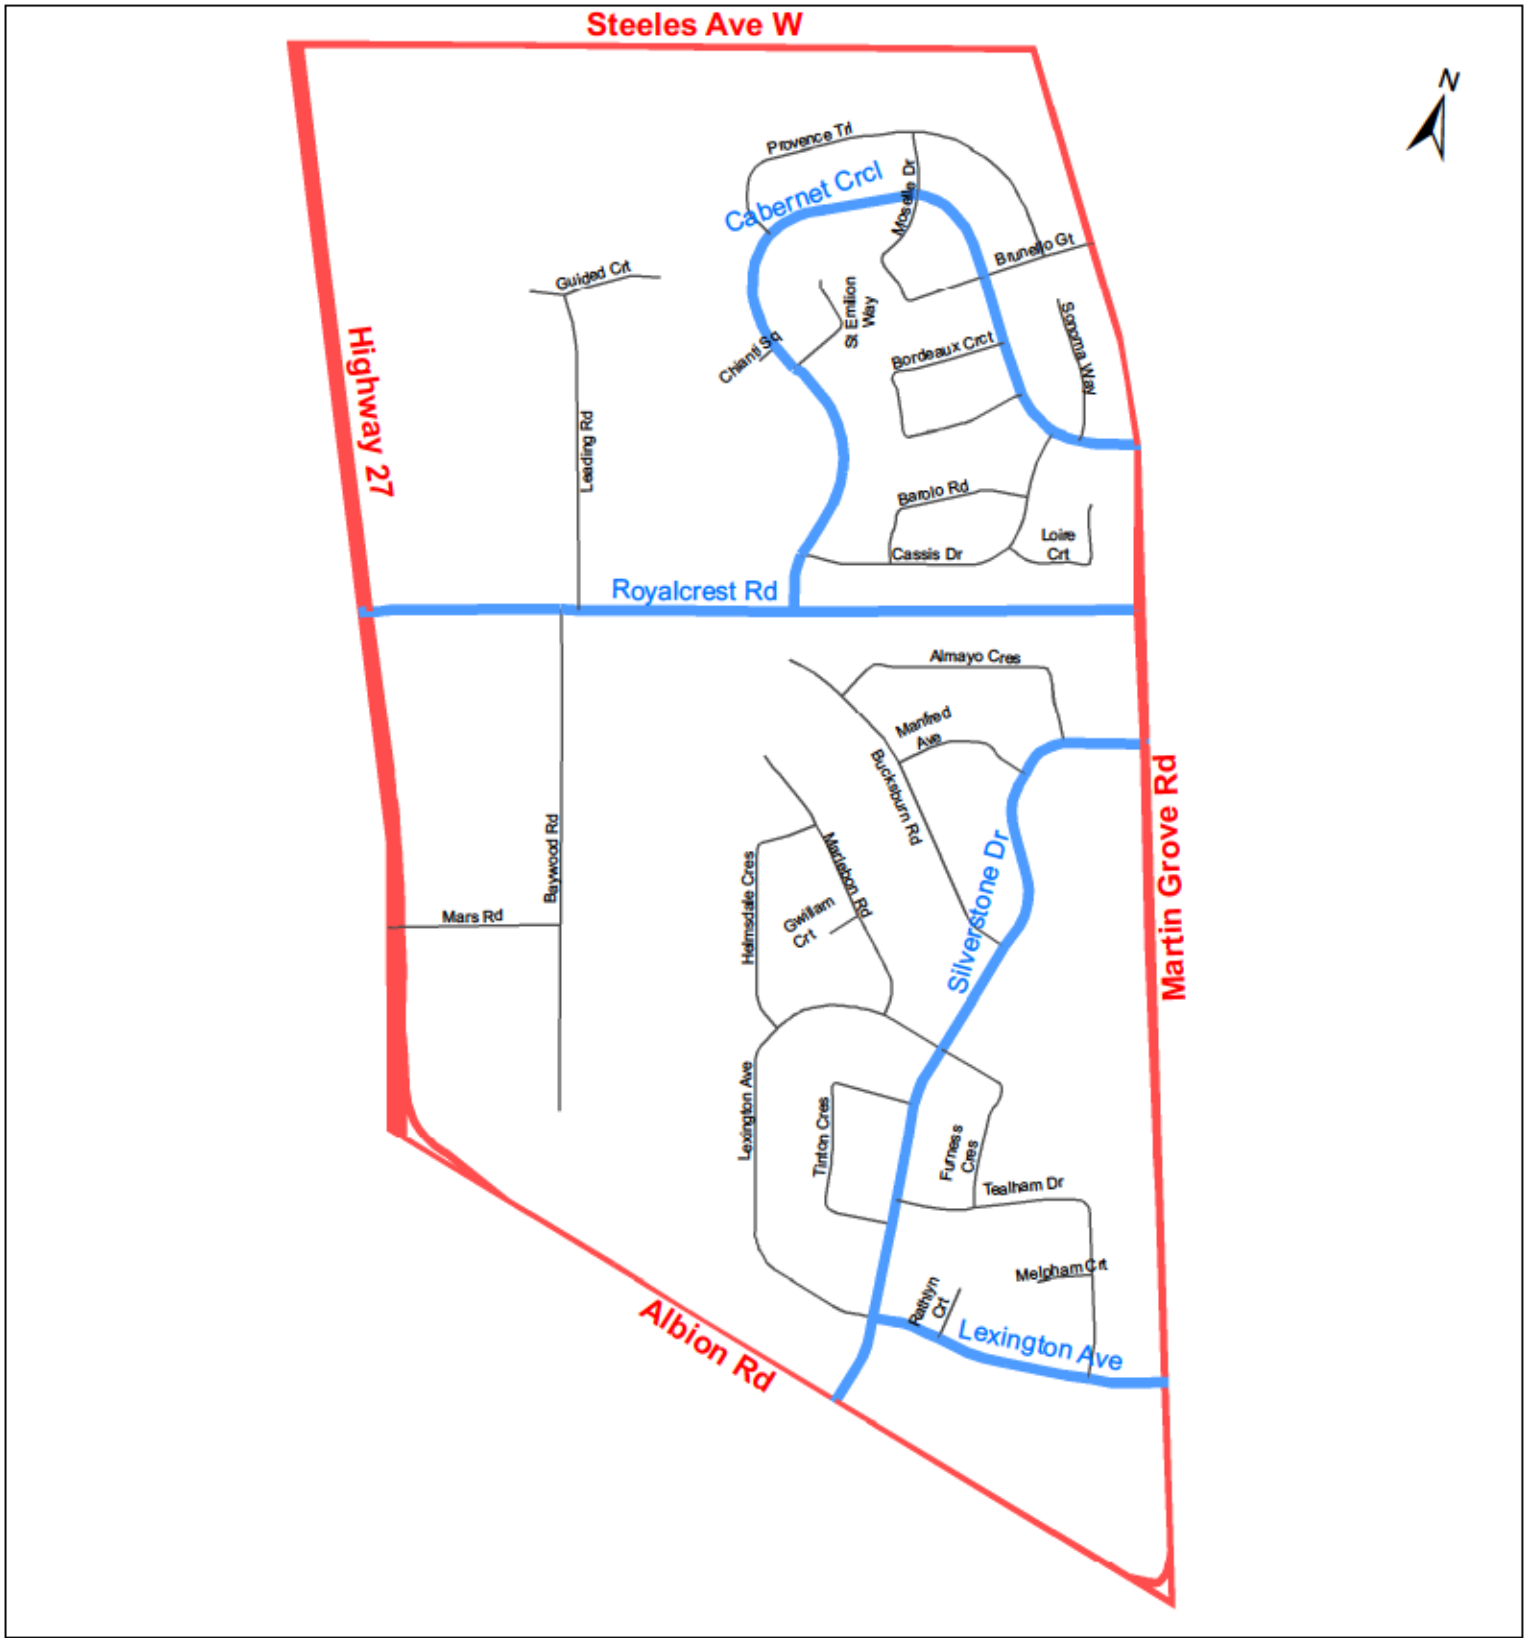 Steeles Ave W
N
Provence Trl
Cabernet Crcl
Moselle Dr
Brunello Gt
Guided Crt
St Emilion
Way
Sonoma Way
Chianti Sq
Bordeaux Crct
Highway 27
Leading Rd
Barolo Rd
Loire
Crt
Cassis Dr
Royalcrest Rd
Almayo Cres
Manfred
Ave
Bucksburn Rd
Martin Grove Rd
Baywood Rd
Marlebon Rd
Helmsdale Cres
Silverstone Dr
Gwillam
Crt
Mars Rd
Lexington Ave
Tinton Cres
Furness
Cres
Tealham Dr
Melpham Crt
Rathlyn
Crt
Lexington Ave
Albion Rd